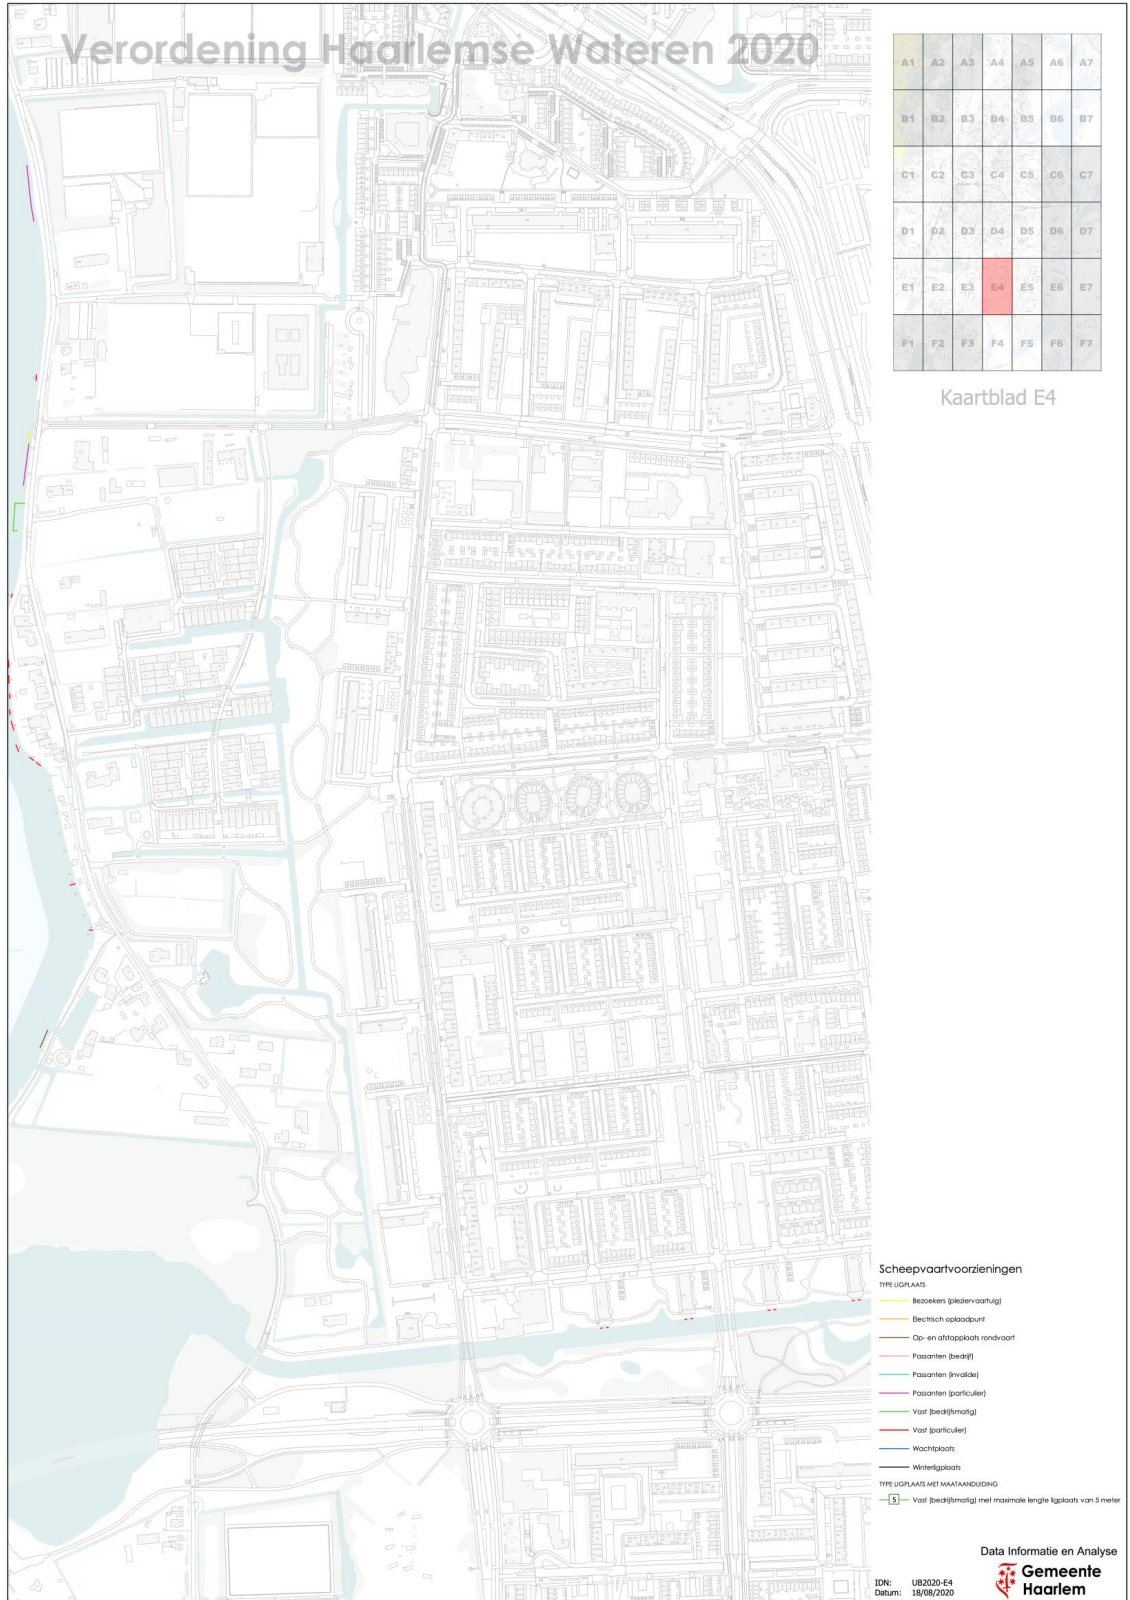 Verordening Haarlemse Wateren 2020
A1 A2 A3 A4 A5 A6 A7
B1 B2 B3 B4 B5 B6 B7
C1 C2 C3 C4 C5 C6 C7
D1 D2 D3 D4 D5 D6 D7
E1 E2 E3 E4 E5 E6 E7
F1 F2 F3 F4 F5 F6 F7
Kaartblad E4
Scheepvaartvoorzieningen
TYPE LIGPLAATS
Bezoekers (pleziervaartuig)
Electrisch oplaadpunt
Op- en afstapplaats rondvaart
Passanten (bedrijf)
Passanten (invalide)
Passanten (particulier)
Vast (bedrijfsmatig)
Vast (particulier)
Wachtplaats
Winterligplaats
TYPE LIGPLAATS MET MAATAANDUIDING
5 Vast (bedrijfsmatig) met maximale lengte ligplaats van 5 meter
Data Informatie en Analyse
Gemeente
Haarlem
IDN: UB2020-E4
Datum: 18/08/2020